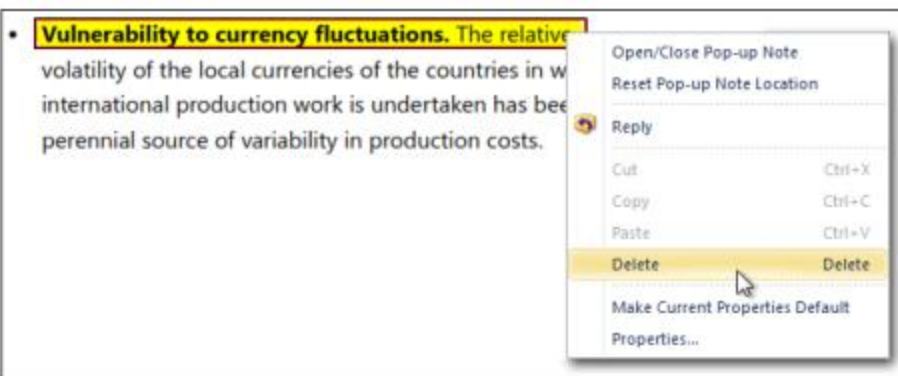 • Vulnerability to currency fluctuations. The relative
volatility of the local currencies of the countries in w
international production work is undertaken has bee
perennial source of variability in production costs.
Open/Close Pop-up Note
Reset Pop-up Note Location
Reply
Cut Ctrl+X
Copy Ctrl+C
Paste Ctrl+V
Delete Delete
Make Current Properties Default
Properties...